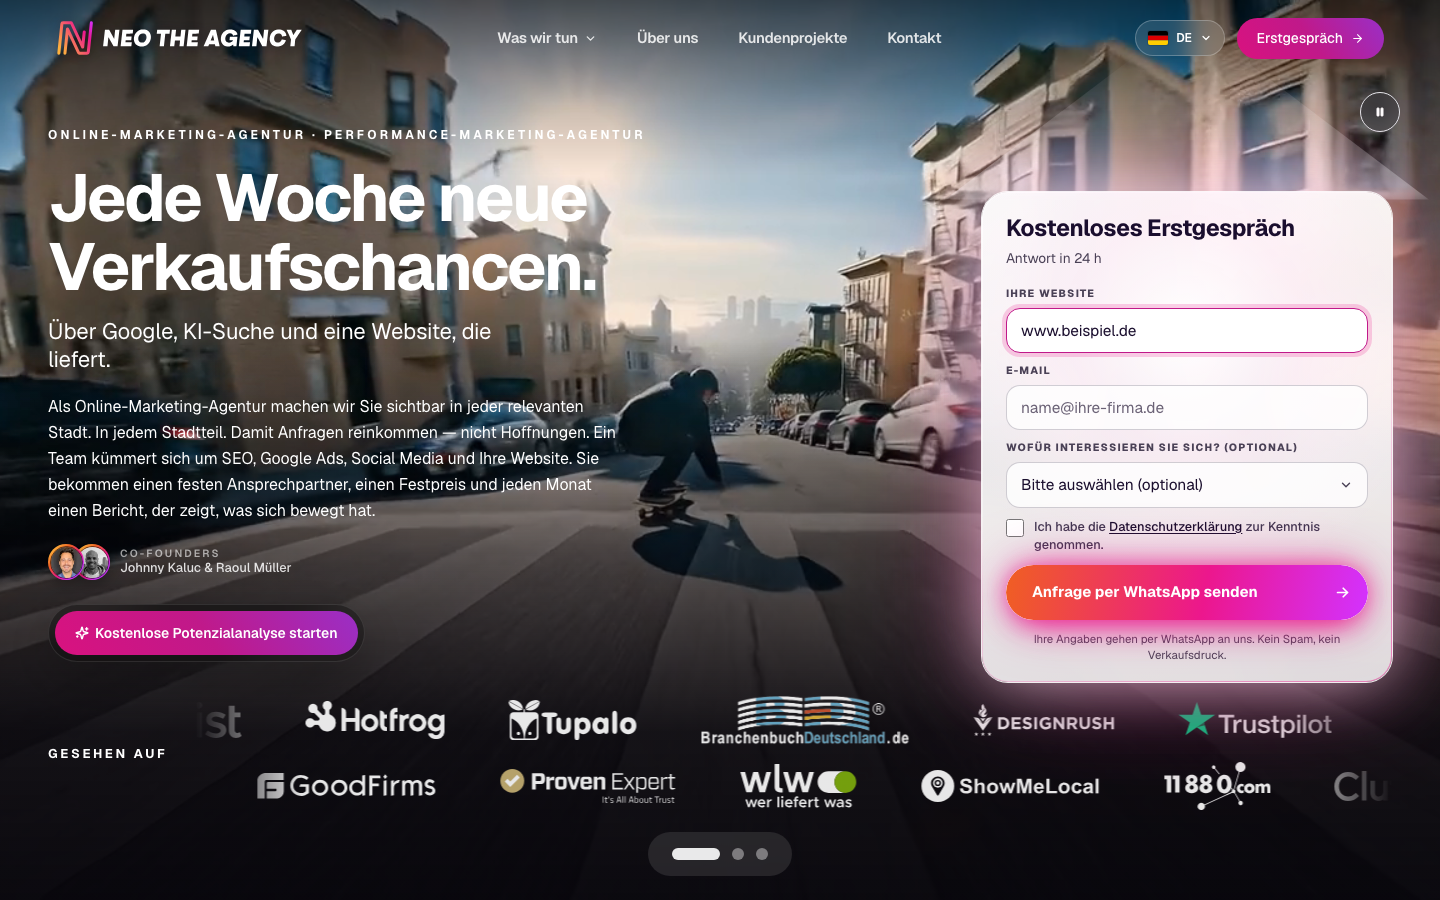 NEO THE AGENCY
Was wir tun
Über uns
Kundenprojekte
Kontakt
DE
Erstgespräch
ONLINE-MARKETING-AGENTUR · PERFORMANCE-MARKETING-AGENTUR
Jede Woche neue
Verkaufschancen.
Über Google, KI-Suche und eine Website, die
liefert.
Als Online-Marketing-Agentur machen wir Sie sichtbar in jeder relevanten
Stadt. In jedem Stadtteil. Damit Anfragen reinkommen — nicht Hoffnungen. Ein
Team kümmert sich um SEO, Google Ads, Social Media und Ihre Website. Sie
bekommen einen festen Ansprechpartner, einen Festpreis und jeden Monat
einen Bericht, der zeigt, was sich bewegt hat.
CO-FOUNDERS
Johnny Kaluc & Raoul Müller
Kostenlose Potenzialanalyse starten
Kostenloses Erstgespräch
Antwort in 24 h
IHRE WEBSITE
www.beispiel.de
E-MAIL
name@ihre-firma.de
WOFÜR INTERESSIEREN SIE SICH? (OPTIONAL)
Bitte auswählen (optional)
Ich habe die Datenschutzerklärung zur Kenntnis
genommen.
Anfrage per WhatsApp senden
Ihre Angaben gehen per WhatsApp an uns. Kein Spam, kein
Verkaufsdruck.
GESEHEN AUF
ist
Hotfrog
Tupalo
BranchenbuchDeutschland.de
®
DESIGNRUSH
Trustpilot
GoodFirms
Proven Expert
It's All About Trust
wlw
wer liefert was
ShowMeLocal
11880.com
Clu